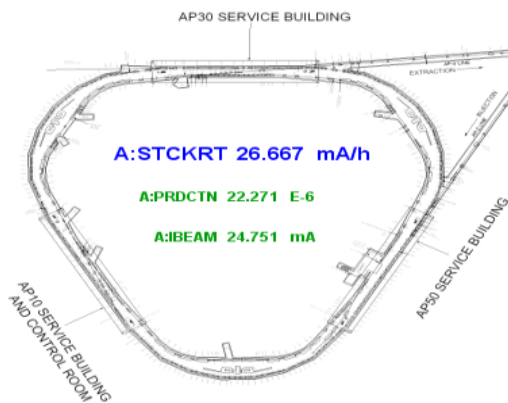 AP30 SERVICE BUILDING
EXTRACTION
A:STCKRT 26.667 mA/h
A:PRDCTN 22.271 E-6
A:IBEAM 24.751 mA
AP50 SERVICE BUILDING
AP10 SERVICE BUILDING
AND CONTROL ROOM